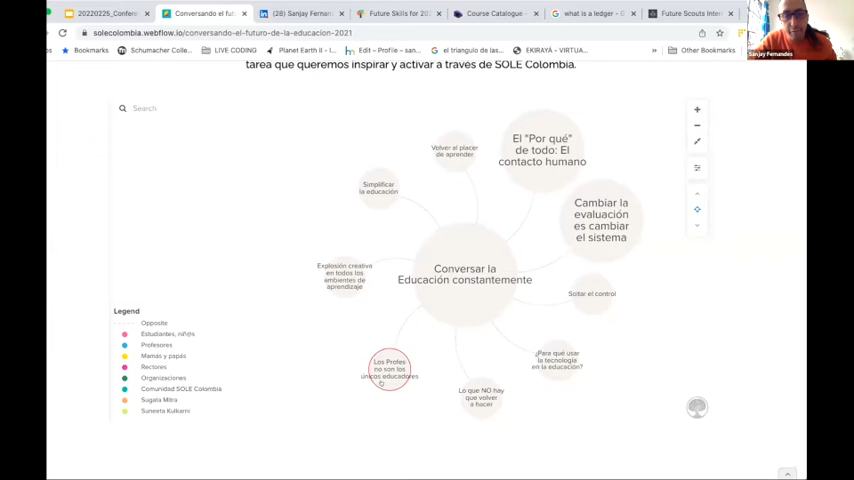 20220225_Confere
Conversando el futu
(28) Sanjay Fernan
Future Skills for 202
Course Catalogue -
what is a ledger - G
Future Scouts Inter
solecolombia.webflow.io/conversando-el-futuro-de-la-educacion-2021
Bookmarks
Schumacher Colle...
LIVE CODING
Planet Earth II - I...
Edit – Profile – san...
el triangulo de las...
EKIRAYÁ – VIRTUA...
Other Bookmarks
Sanjay Fernandes
tarea que queremos inspirar y activar a través de SOLE Colombia.
Search
Volver al placer
de aprender
El "Por qué"
de todo: El
contacto humano
Simplificar
la educación
Cambiar la
evaluación
es cambiar
el sistema
Explosión creativa
en todos los
embientes de
aprendizaje
Conversar la
Educación constantemente
Soltar el control
Los Profes
no son los
únicos educadores
¿Para qué usar
la tecnología
en la educación?
Lo que NO hay
que volver
a hacer
Legend
Opposite
Estudiantes, niñ@s
Profesores
Mamás y papás
Rectores
Organizaciones
Comunidad SOLE Colombia
Sugata Mitra
Suneeta Kulkarni